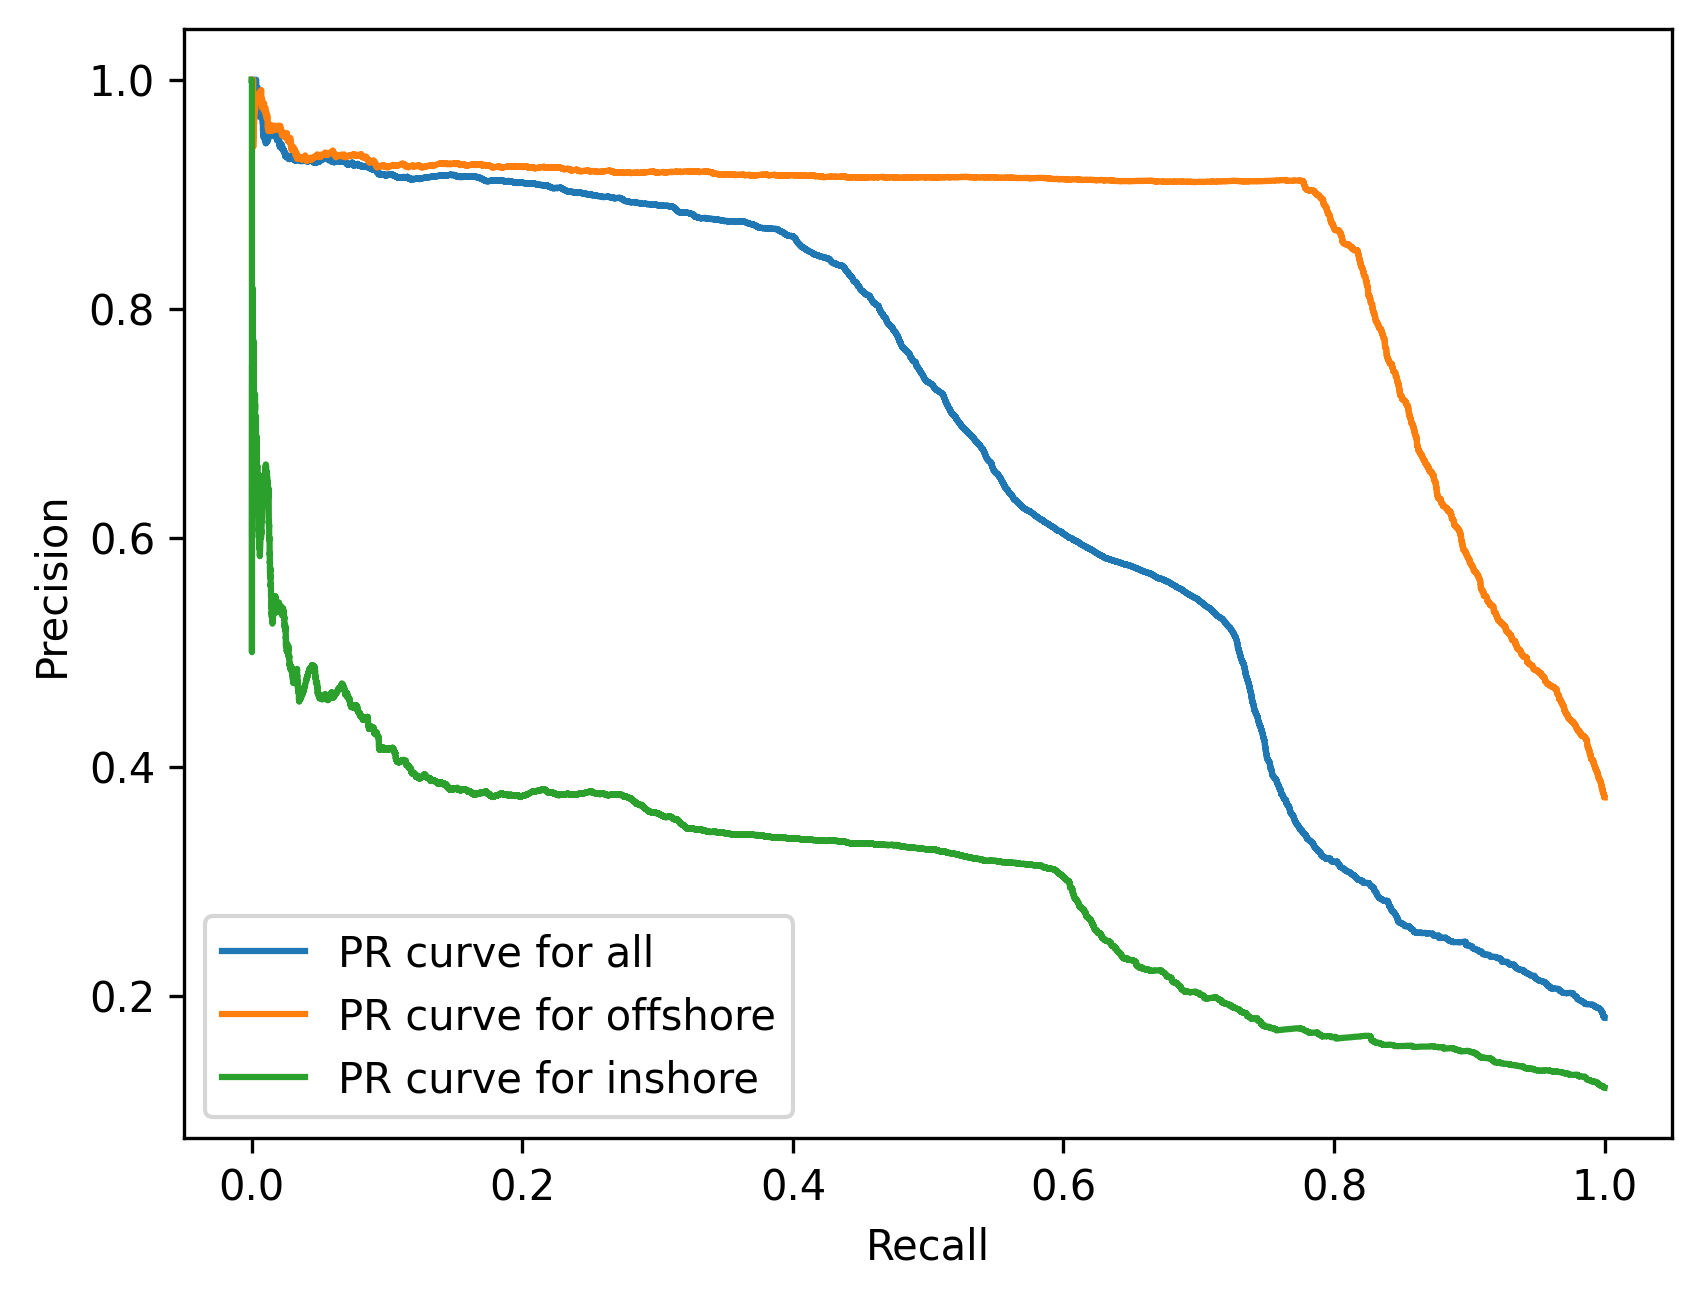 1.0
0.8
0.6
0.4
0.2
Precision
PR curve for all
PR curve for offshore
PR curve for inshore
0.0 0.2 0.4 0.6 0.8 1.0
Recall